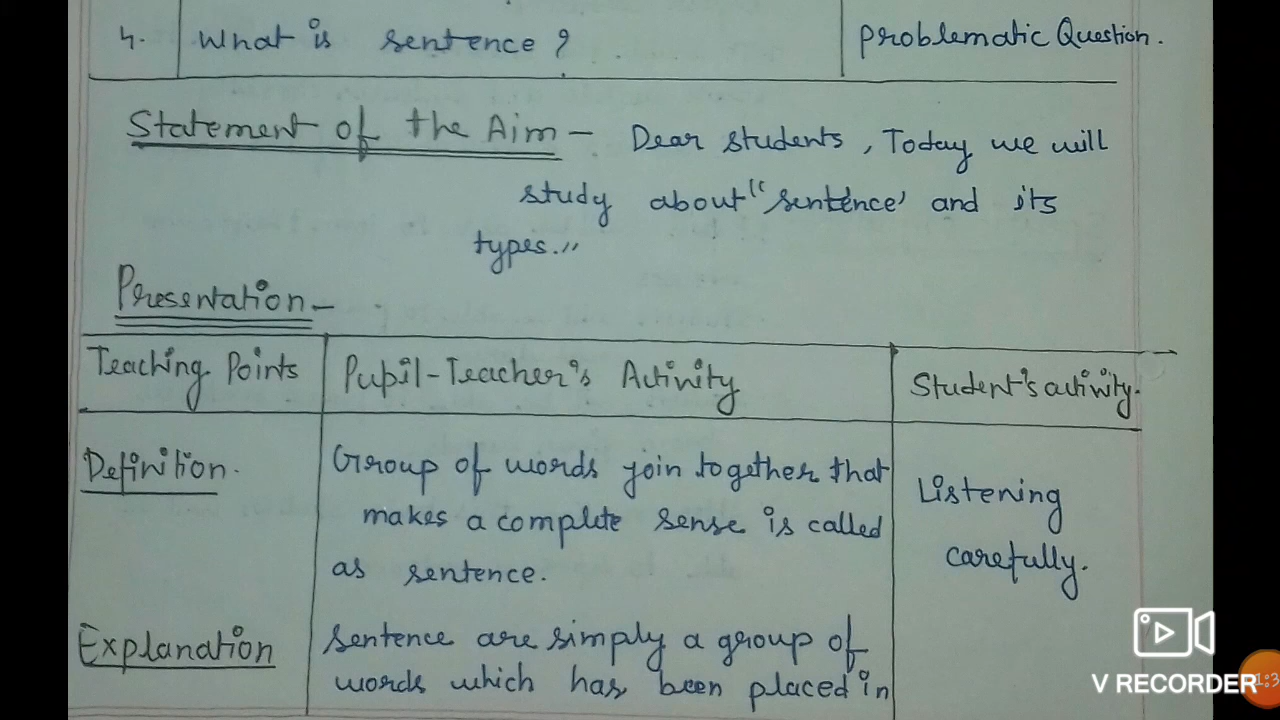 4. What is sentence ? problematic Question.
Statement of the Aim - Dear students, Today we will
study about "sentence' and its
types."
Presentation -
Teaching Points Pupil-Teacher's Activity Student's activity.
Definition. Group of words join together that
makes a complete sense is called
as sentence.
Listening
carefully.
Explanation sentence are simply a group of
words which has been placed in
V RECORDER